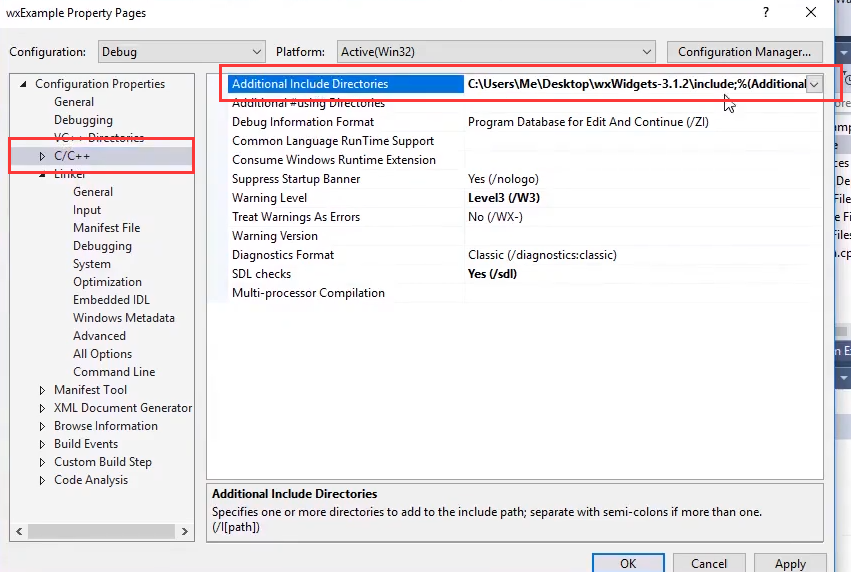 wxExample Property Pages
?
Configuration: Debug Platform: Active(Win32) Configuration Manager...
Configuration Properties
General
Debugging
VC++ Directories
C/C++
Linker
General
Input
Manifest File
Debugging
System
Optimization
Embedded IDL
Windows Metadata
Advanced
All Options
Command Line
Manifest Tool
XML Document Generator
Browse Information
Build Events
Custom Build Step
Code Analysis
Additional Include Directories C:\Users\Me\Desktop\wxWidgets-3.1.2\include;%(Additional
Additional #using Directories
Debug Information Format Program Database for Edit And Continue (/ZI)
Common Language RunTime Support
Consume Windows Runtime Extension
Suppress Startup Banner Yes (/nologo)
Warning Level Level3 (/W3)
Treat Warnings As Errors No (/WX-)
Warning Version
Diagnostics Format Classic (/diagnostics:classic)
SDL checks Yes (/sdl)
Multi-processor Compilation
Additional Include Directories
Specifies one or more directories to add to the include path; separate with semi-colons if more than one.
(/I[path])
OK Cancel Apply